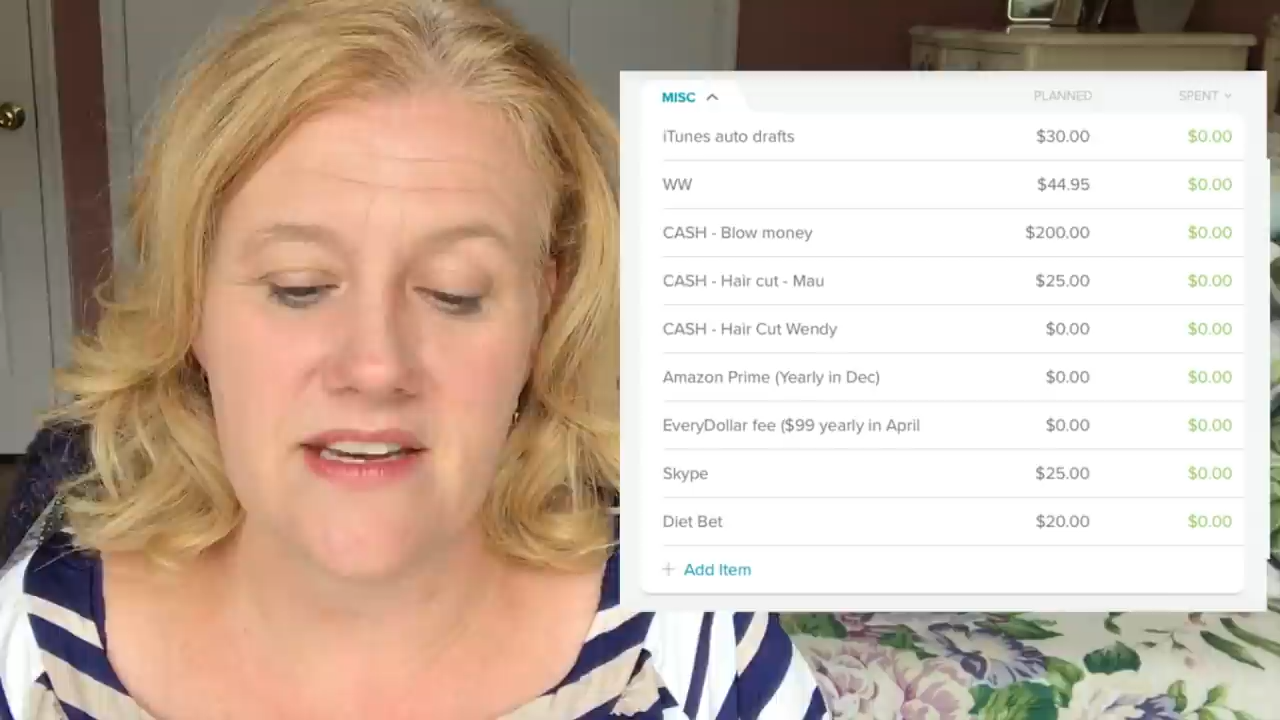 MISC PLANNED SPENT
iTunes auto drafts $30.00 $0.00
WW $44.95 $0.00
CASH - Blow money $200.00 $0.00
CASH - Hair cut - Mau $25.00 $0.00
CASH - Hair Cut Wendy $0.00 $0.00
Amazon Prime (Yearly in Dec) $0.00 $0.00
EveryDollar fee ($99 yearly in April $0.00 $0.00
Skype $25.00 $0.00
Diet Bet $20.00 $0.00
+ Add Item